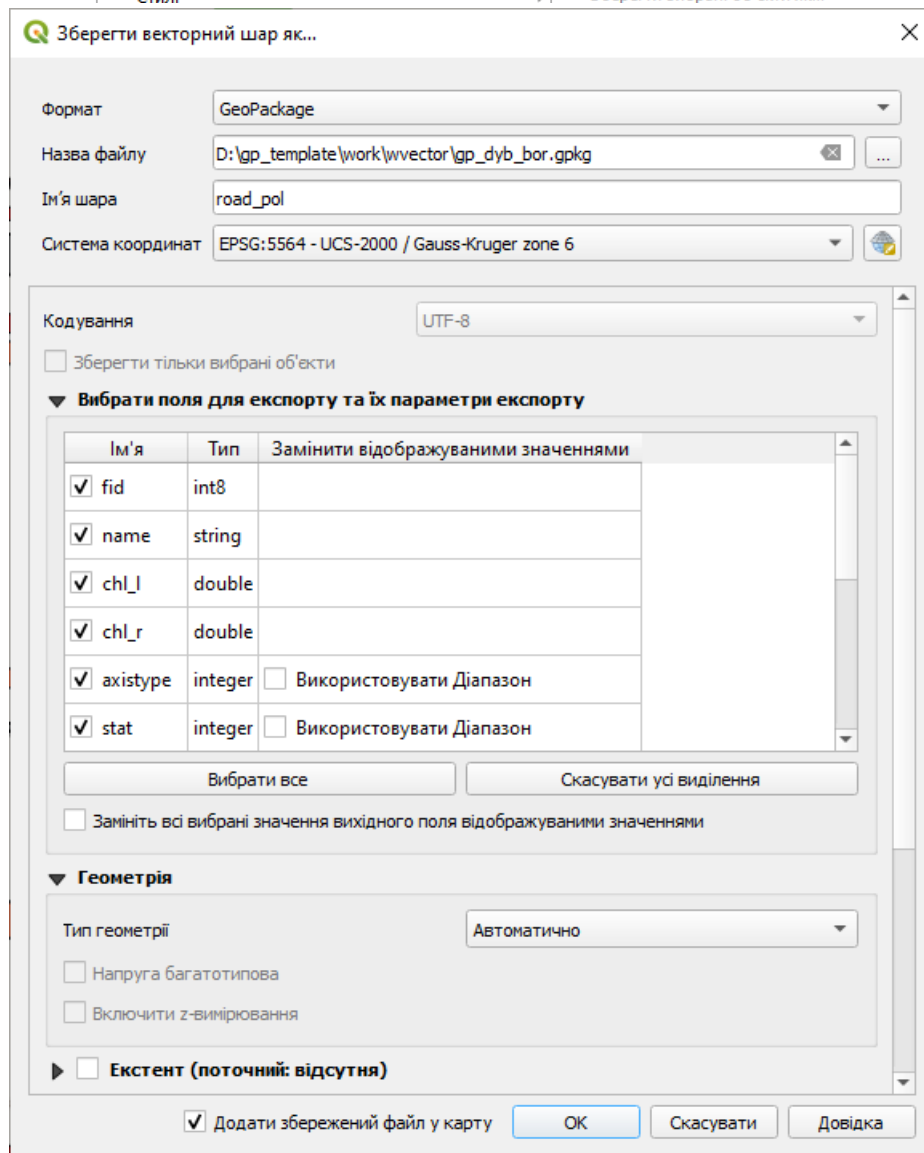 Зберегти векторний шар як...
Формат GeoPackage
Назва файлу D:\gp_template\work\wvector\gp_dyb_bor.gpkg ...
Ім'я шара road_pol
Система координат EPSG:5564 - UCS-2000 / Gauss-Kruger zone 6
Кодування UTF-8
Зберегти тільки вибрані об'єкти
Вибрати поля для експорту та їх параметри експорту
Ім'я Тип Замінити відображуваними значеннями
fid int8
name string
chl_l double
chl_r double
axistype integer Використовувати Діапазон
stat integer Використовувати Діапазон
Вибрати все Скасувати усі виділення
Замініть всі вибрані значення вихідного поля відображуваними значеннями
Геометрія
Тип геометрії Автоматично
Напруга багатотипова
Включити z-вимірювання
Екстент (поточний: відсутня)
Додати збережений файл у карту OK Скасувати Довідка